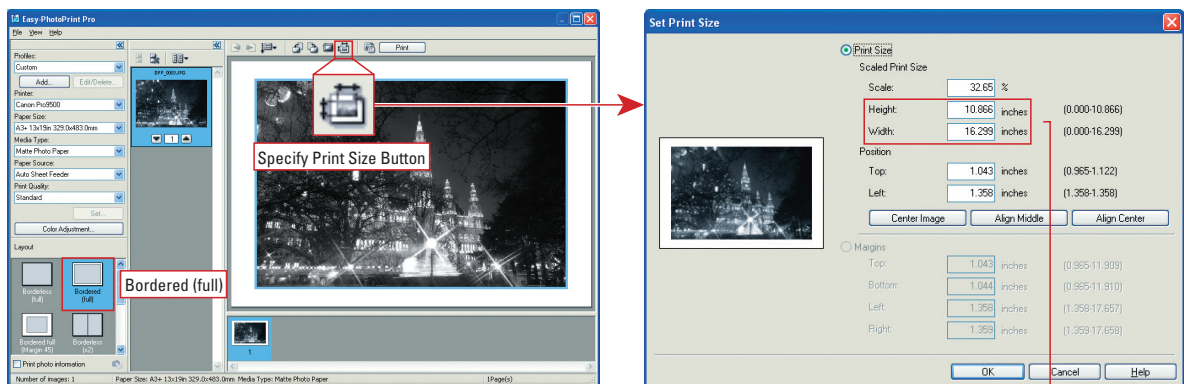 Easy-PhotoPrint Pro
File View Help
Profiles:
Custom
Add... Edit/Delete...
Printer:
Canon Pro9500
Paper Size:
A3+ 13x19in 329.0x483.0mm
Media Type:
Matte Photo Paper
Paper Source:
Auto Sheet Feeder
Print Quality:
Standard
Set...
Color Adjustment...
Layout
Borderless (full)
Bordered (full)
Bordered full (Margin 45)
Borderless (x2)
Print photo information
Number of images: 1
Paper Size: A3+ 13x19in 329.0x483.0mm Media Type: Matte Photo Paper
1Page(s)
1
Print
Specify Print Size Button
Bordered (full)
1
Set Print Size
Print Size
Scaled Print Size
Scale: 32.65 %
Height: 10.866 inches (0.000-10.866)
Width: 16.299 inches (0.000-16.299)
Position
Top: 1.043 inches (0.965-1.122)
Left: 1.358 inches (1.358-1.358)
Center Image Align Middle Align Center
Margins
Top: 1.043 inches (0.965-11.909)
Bottom: 1.044 inches (0.965-11.910)
Left: 1.358 inches (1.358-17.657)
Right: 1.359 inches (1.359-17.658)
OK Cancel Help